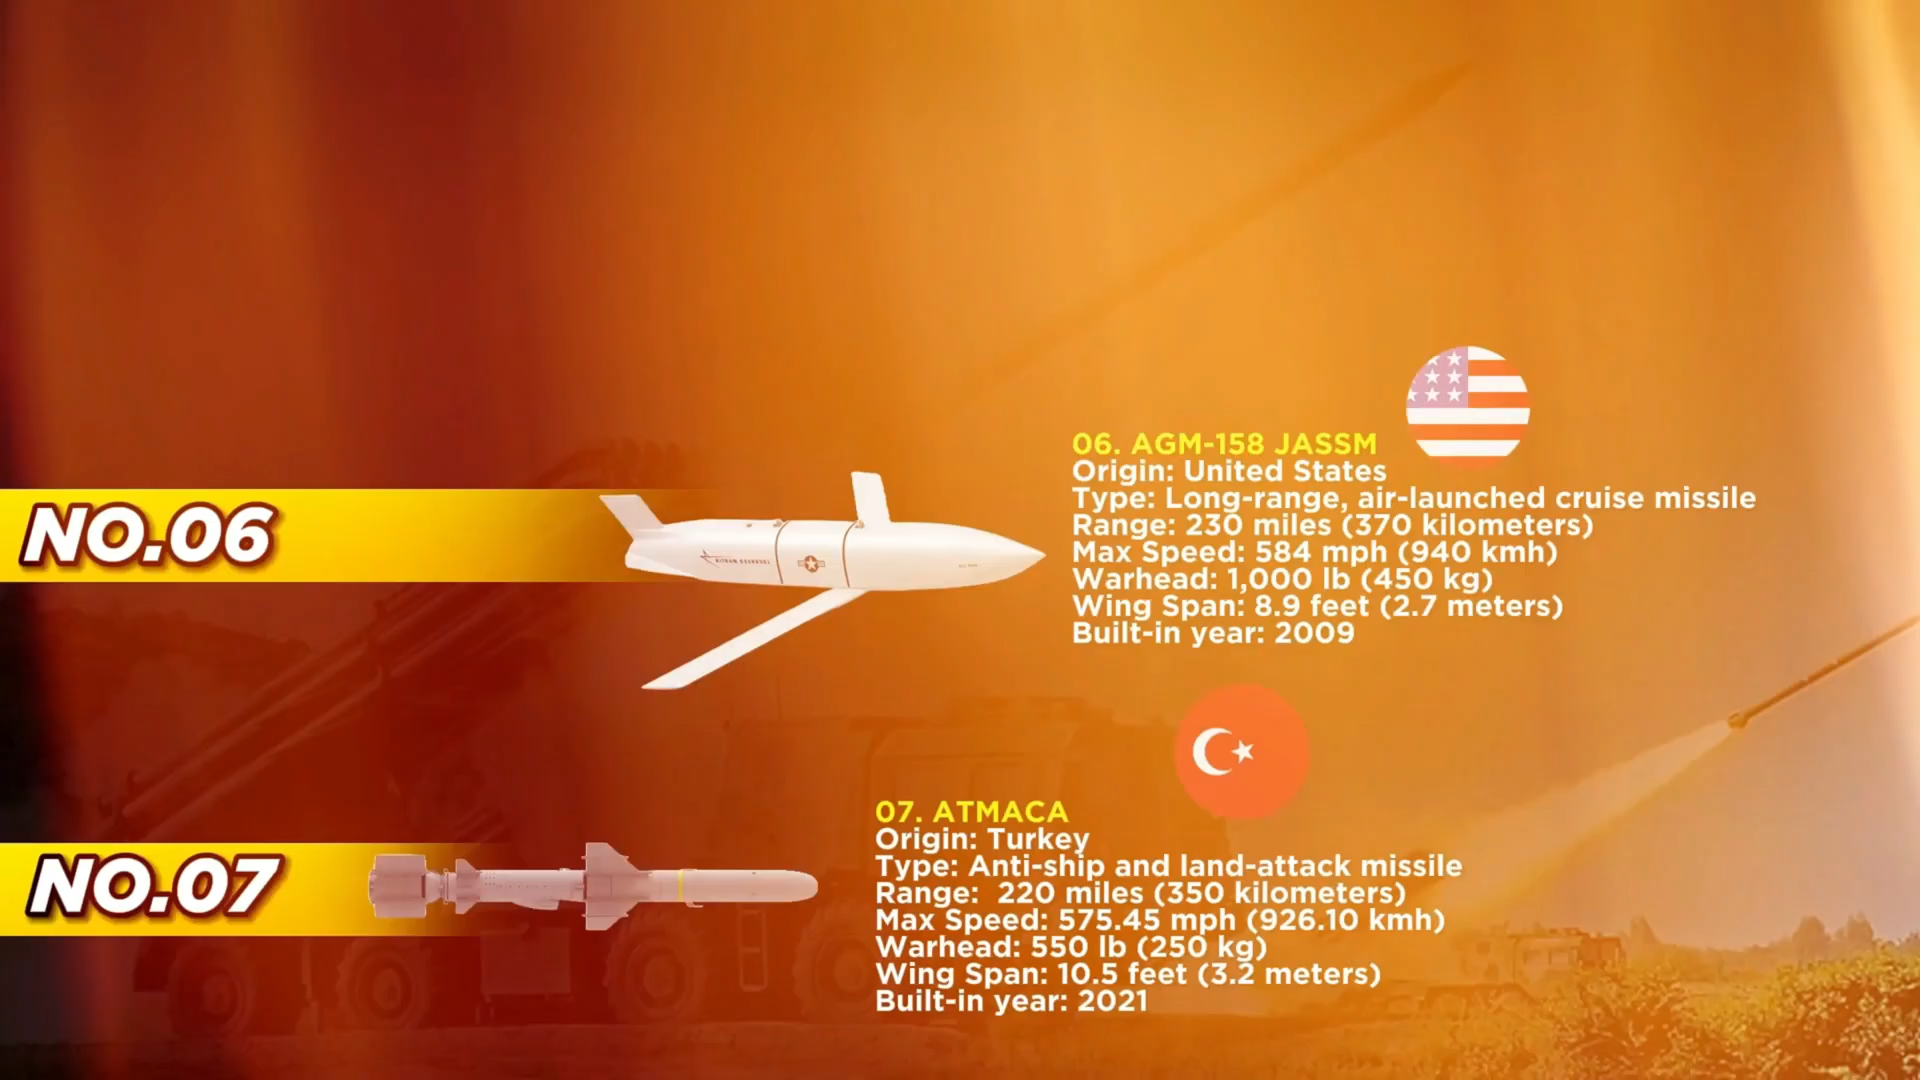 NO.06
06. AGM-158 JASSM
Origin: United States
Type: Long-range, air-launched cruise missile
Range: 230 miles (370 kilometers)
Max Speed: 584 mph (940 kmh)
Warhead: 1,000 lb (450 kg)
Wing Span: 8.9 feet (2.7 meters)
Built-in year: 2009
NO.07
07. ATMACA
Origin: Turkey
Type: Anti-ship and land-attack missile
Range:  220 miles (350 kilometers)
Max Speed: 575.45 mph (926.10 kmh)
Warhead: 550 lb (250 kg)
Wing Span: 10.5 feet (3.2 meters)
Built-in year: 2021